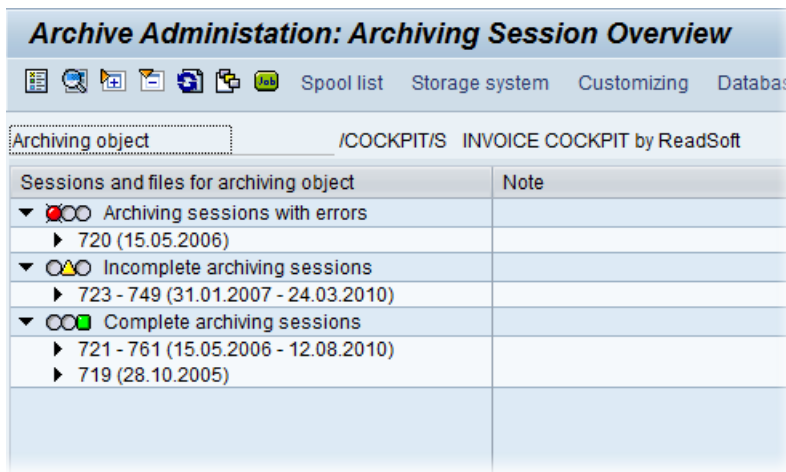 Archive Administation: Archiving Session Overview
Job Spool list Storage system Customizing Databas
Archiving object /COCKPIT/S INVOICE COCKPIT by ReadSoft
Sessions and files for archiving object Note
Archiving sessions with errors
720 (15.05.2006)
Incomplete archiving sessions
723 - 749 (31.01.2007 - 24.03.2010)
Complete archiving sessions
721 - 761 (15.05.2006 - 12.08.2010)
719 (28.10.2005)